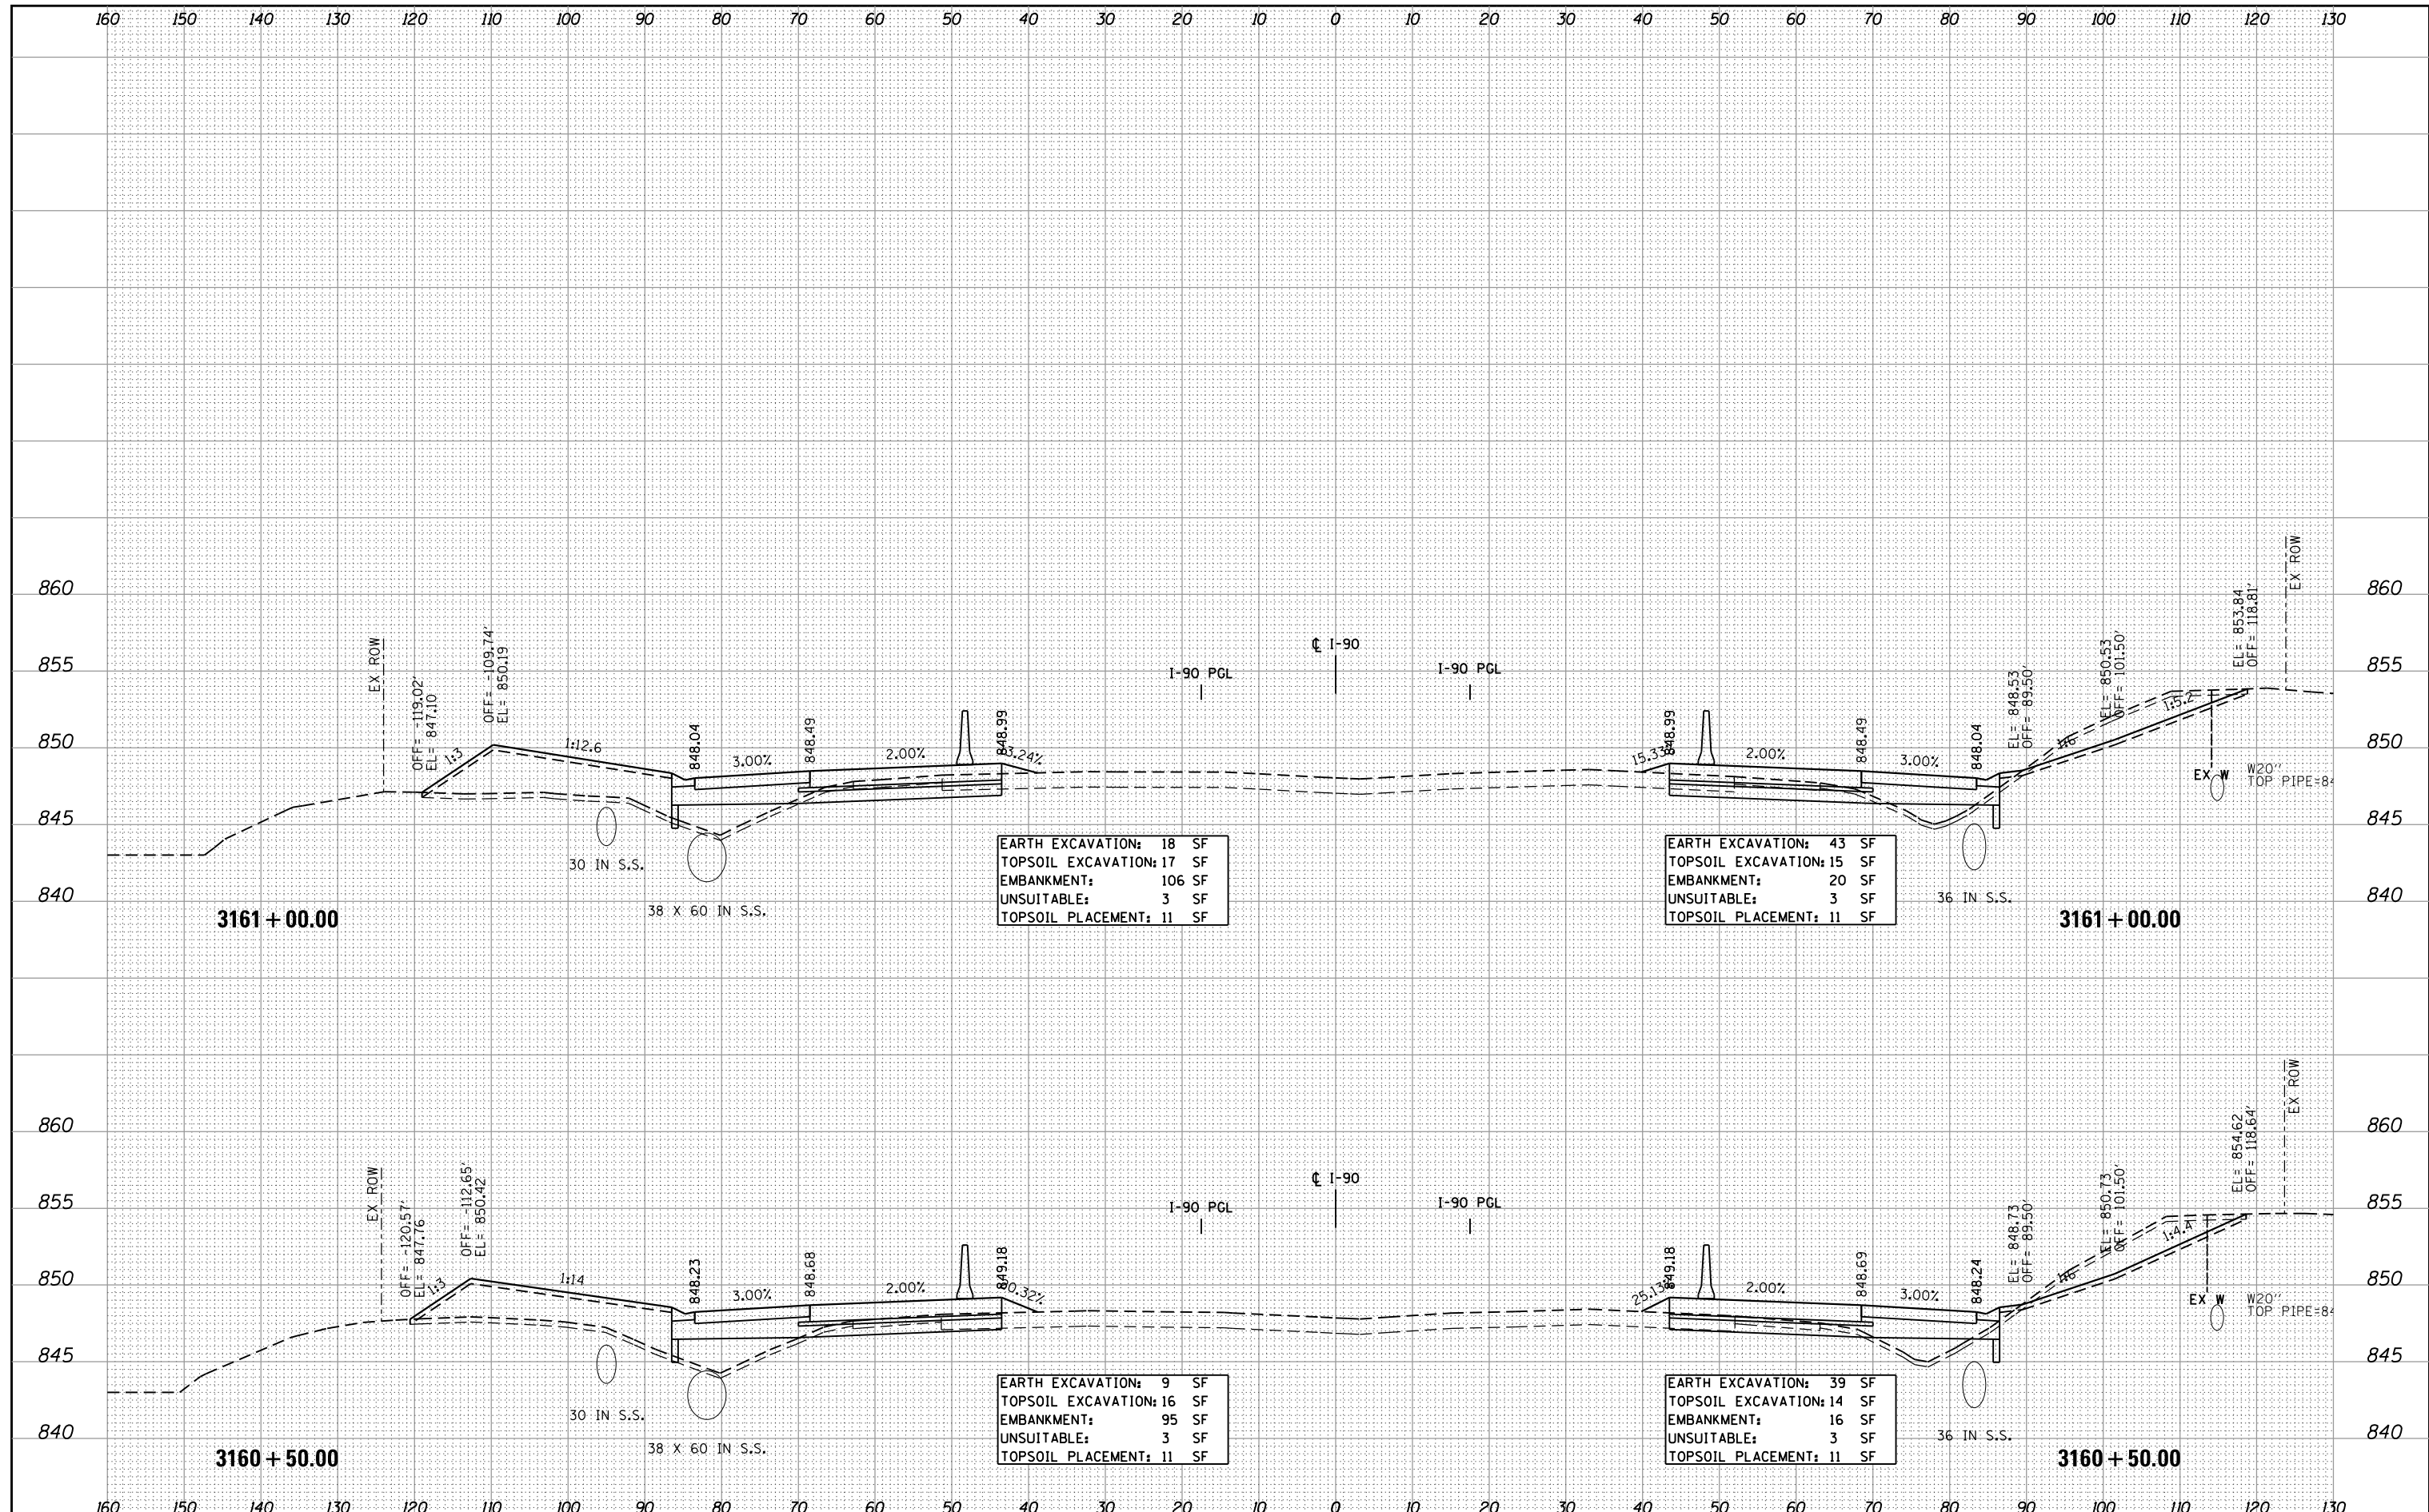 160 150 140 130 120 110 100 90 80 70 60 50 40 30 20 10 0 10 20 30 40 50 60 70 80 90 100 110 120 130
860 860
855 855
850 850
845 845
840 840
EX ROW
OFF= -119.02'
EL= 847.10
OFF= -109.74'
EL= 850.19
1:3
1:12.6
848.04
3.00%
848.49
2.00%
848.99
I-90 PGL
℄ I-90
I-90 PGL
15.33%
848.99
2.00%
848.49
3.00%
848.04
EL= 848.53
OFF= 89.50'
1:6
EL= 850.53
OFF= 101.50'
1:5.2
EL= 853.84
OFF= 118.81'
EX ROW
EX W
W20"
TOP PIPE=84
30 IN S.S.
38 X 60 IN S.S.
36 IN S.S.
EARTH EXCAVATION: 18 SF
TOPSOIL EXCAVATION: 17 SF
EMBANKMENT: 106 SF
UNSUITABLE: 3 SF
TOPSOIL PLACEMENT: 11 SF
EARTH EXCAVATION: 43 SF
TOPSOIL EXCAVATION: 15 SF
EMBANKMENT: 20 SF
UNSUITABLE: 3 SF
TOPSOIL PLACEMENT: 11 SF
3161 + 00.00
3161 + 00.00
860 860
855 855
850 850
845 845
840 840
EX ROW
OFF= -120.57'
EL= 847.76
OFF= -112.65'
EL= 850.42
1:3
1:14
848.23
3.00%
848.68
2.00%
849.18
I-90 PGL
℄ I-90
I-90 PGL
849.18
2.00%
848.69
3.00%
848.24
EL= 848.73
OFF= 89.50'
1:6
EL= 850.73
OFF= 101.50'
1:4.4
EL= 854.62
OFF= 118.64'
EX ROW
EX W
W20"
TOP PIPE=84
30 IN S.S.
38 X 60 IN S.S.
36 IN S.S.
EARTH EXCAVATION: 9 SF
TOPSOIL EXCAVATION: 16 SF
EMBANKMENT: 95 SF
UNSUITABLE: 3 SF
TOPSOIL PLACEMENT: 11 SF
EARTH EXCAVATION: 39 SF
TOPSOIL EXCAVATION: 14 SF
EMBANKMENT: 16 SF
UNSUITABLE: 3 SF
TOPSOIL PLACEMENT: 11 SF
3160 + 50.00
3160 + 50.00
160 150 140 130 120 110 100 90 80 70 60 50 40 30 20 10 0 10 20 30 40 50 60 70 80 90 100 110 120 130